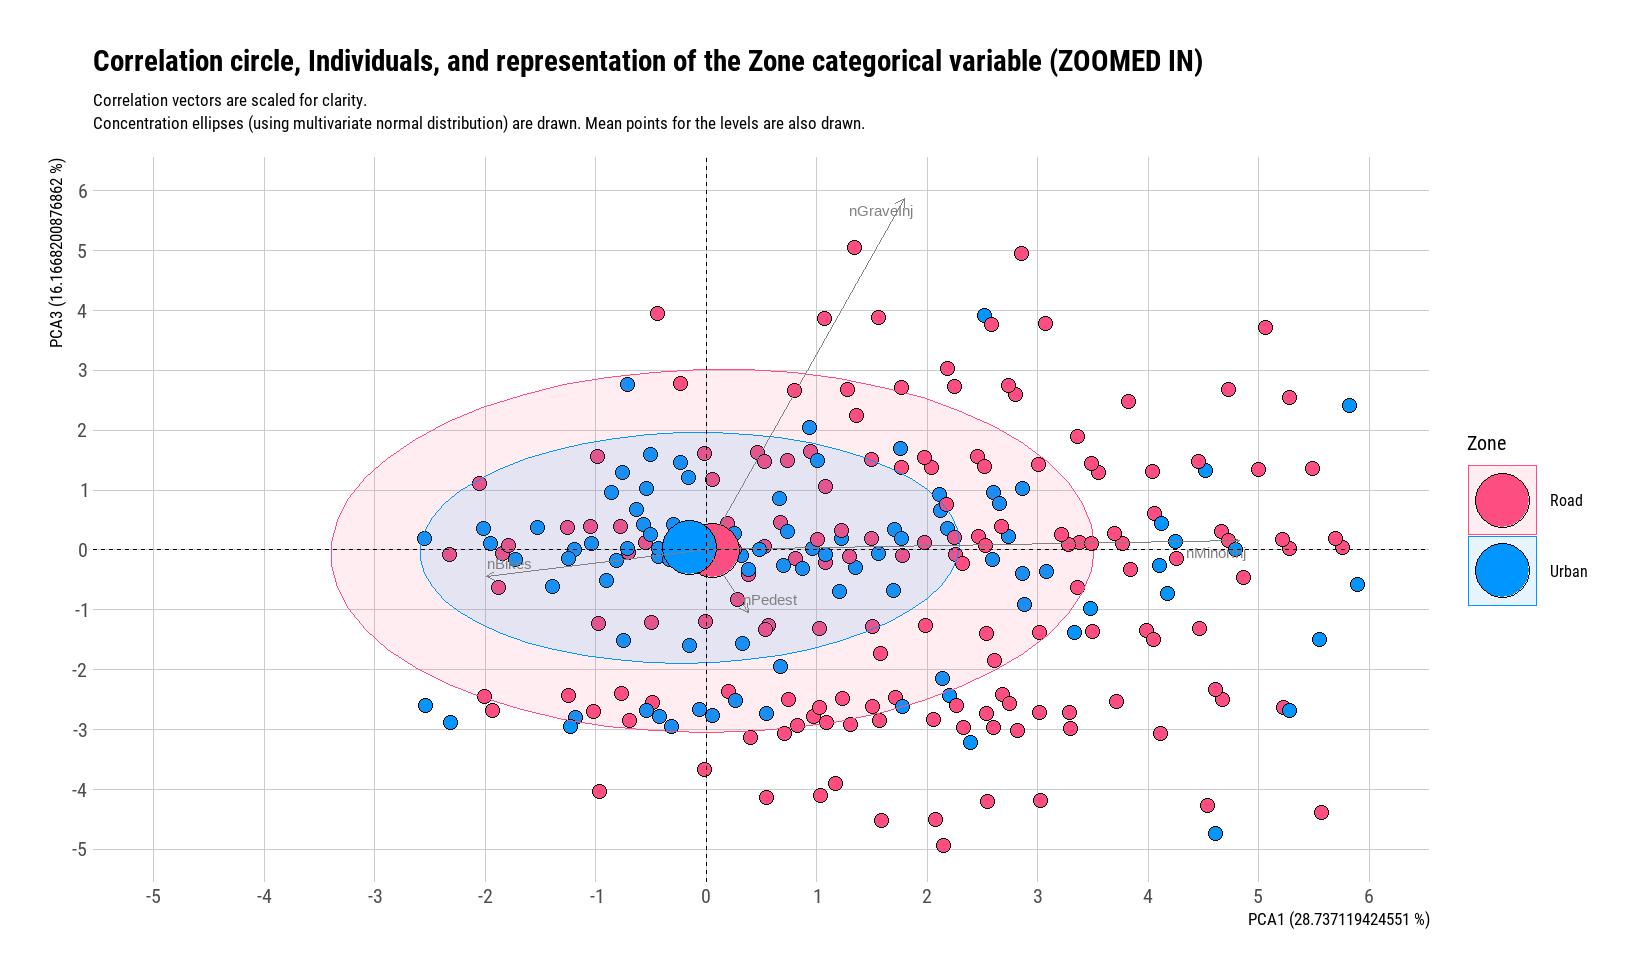 Correlation circle, Individuals, and representation of the Zone categorical variable (ZOOMED IN)
Correlation vectors are scaled for clarity.
Concentration ellipses (using multivariate normal distribution) are drawn. Mean points for the levels are also drawn.
PCA3 (16.1668200876862 %)
6
5
4
3
2
1
0
-1
-2
-3
-4
-5
nGraveInj
nMinorInj
nBikes
nPedest
-5
-4
-3
-2
-1
0
1
2
3
4
5
6
PCA1 (28.737119424551 %)
Zone
Road
Urban